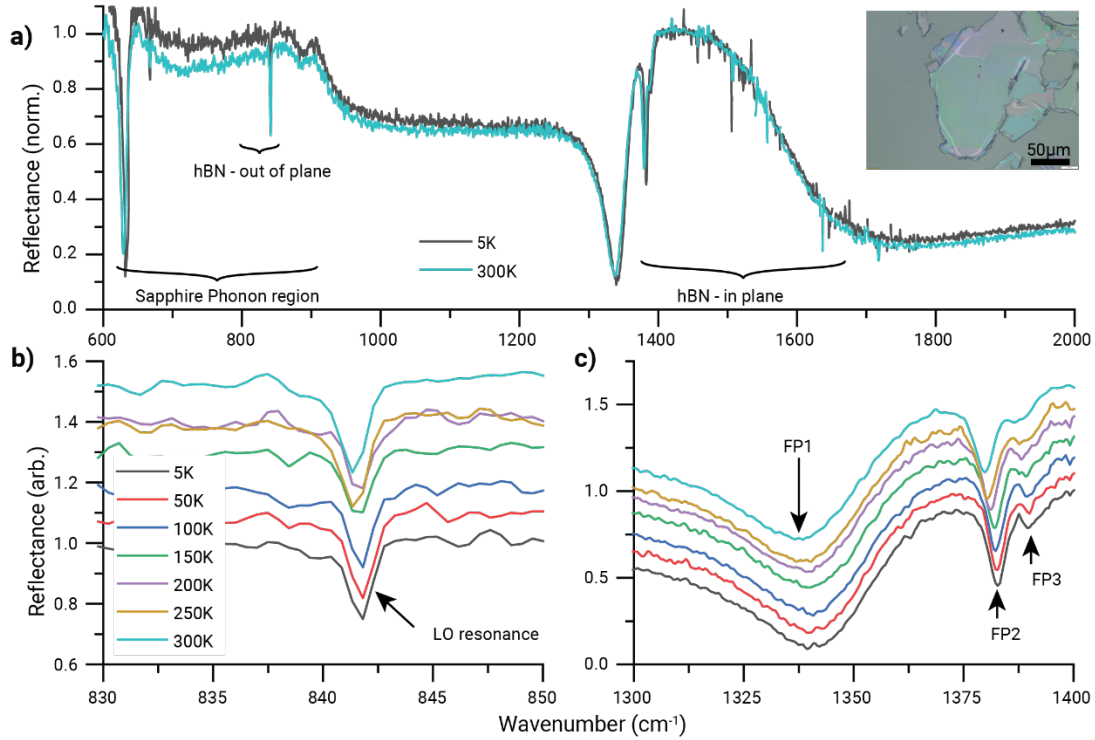 a)
Reflectance (norm.)
1.0
0.8
0.6
0.4
0.2
0.0
hBN - out of plane
Sapphire Phonon region
5K
300K
hBN - in plane
50µm
600 800 1000 1200 1400 1600 1800 2000
b)
Reflectance (arb.)
1.6
1.4
1.2
1.0
0.8
0.6
5K
50K
100K
150K
200K
250K
300K
LO resonance
830 835 840 845 850
c)
1.5
1.0
0.5
0.0
FP1
FP2
FP3
1300 1325 1350 1375 1400
Wavenumber (cm⁻¹)